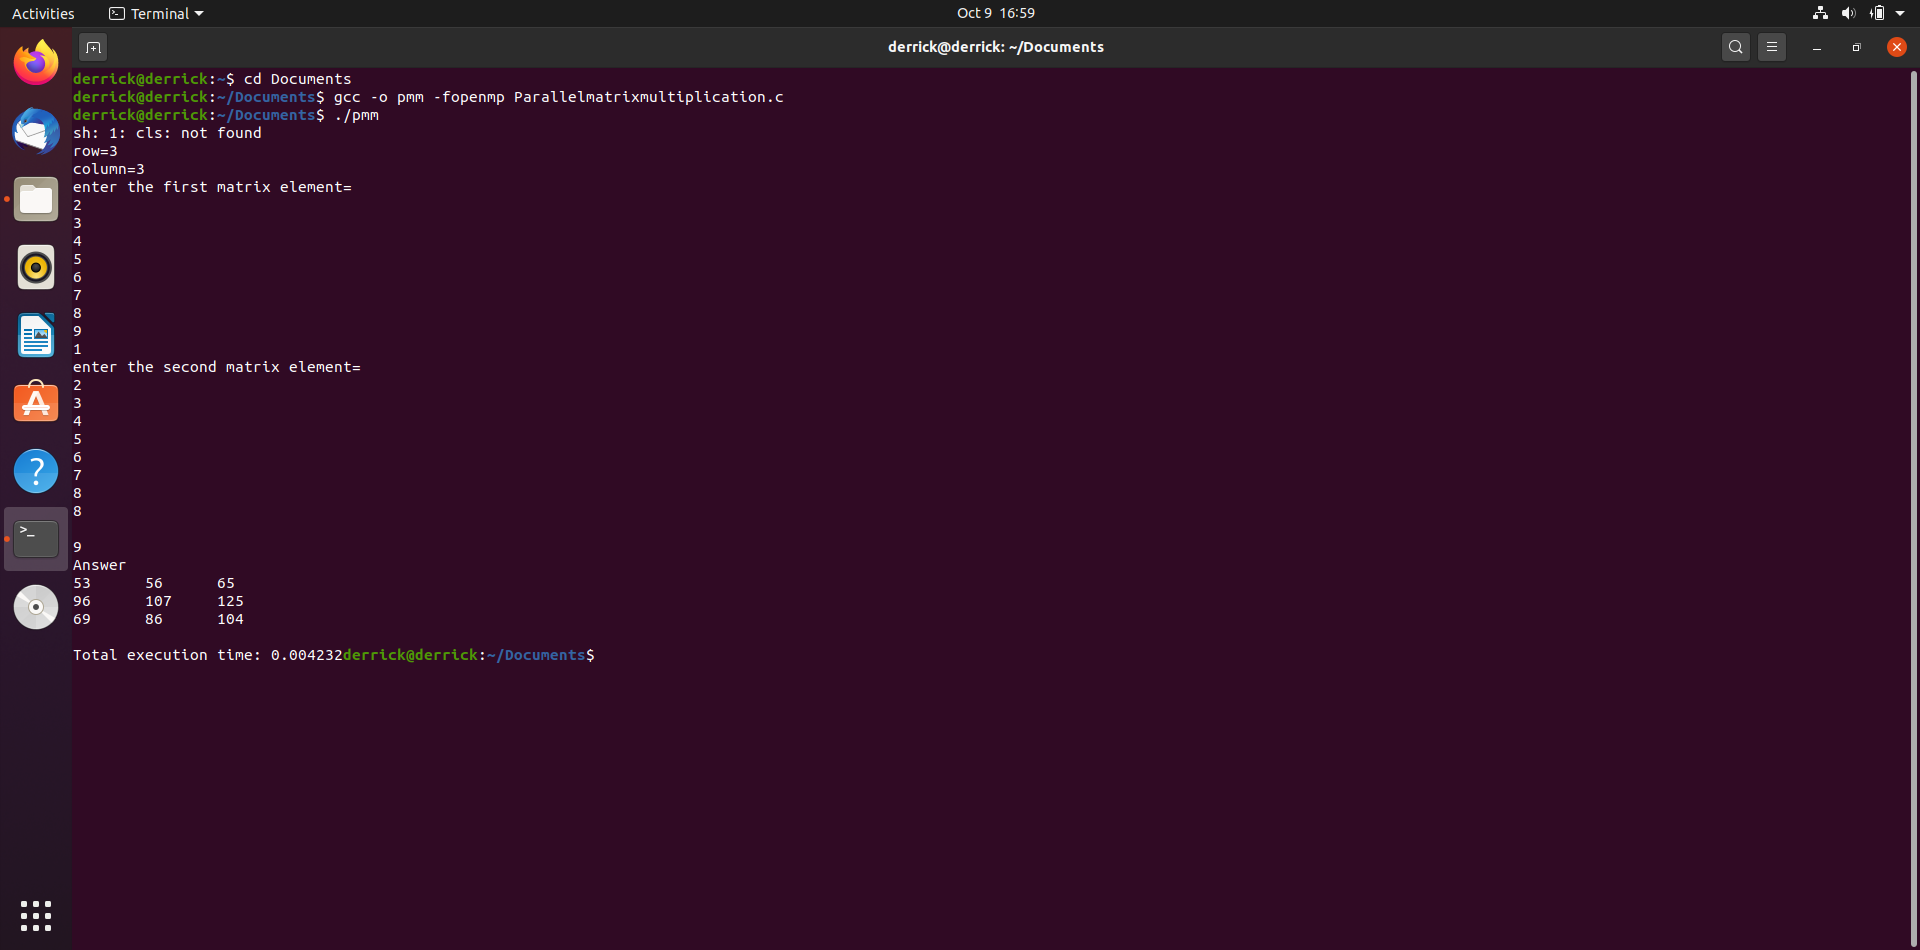 Activities Terminal Oct 9 16:59
derrick@derrick: ~/Documents
derrick@derrick:~$ cd Documents
derrick@derrick:~/Documents$ gcc -o pmm -fopenmp Parallelmatrixmultiplication.c
derrick@derrick:~/Documents$ ./pmm
sh: 1: cls: not found
row=3
column=3
enter the first matrix element=
2
3
4
5
6
7
8
9
1
enter the second matrix element=
2
3
4
5
6
7
8
8
9
Answer
53 56 65
96 107 125
69 86 104
Total execution time: 0.004232derrick@derrick:~/Documents$